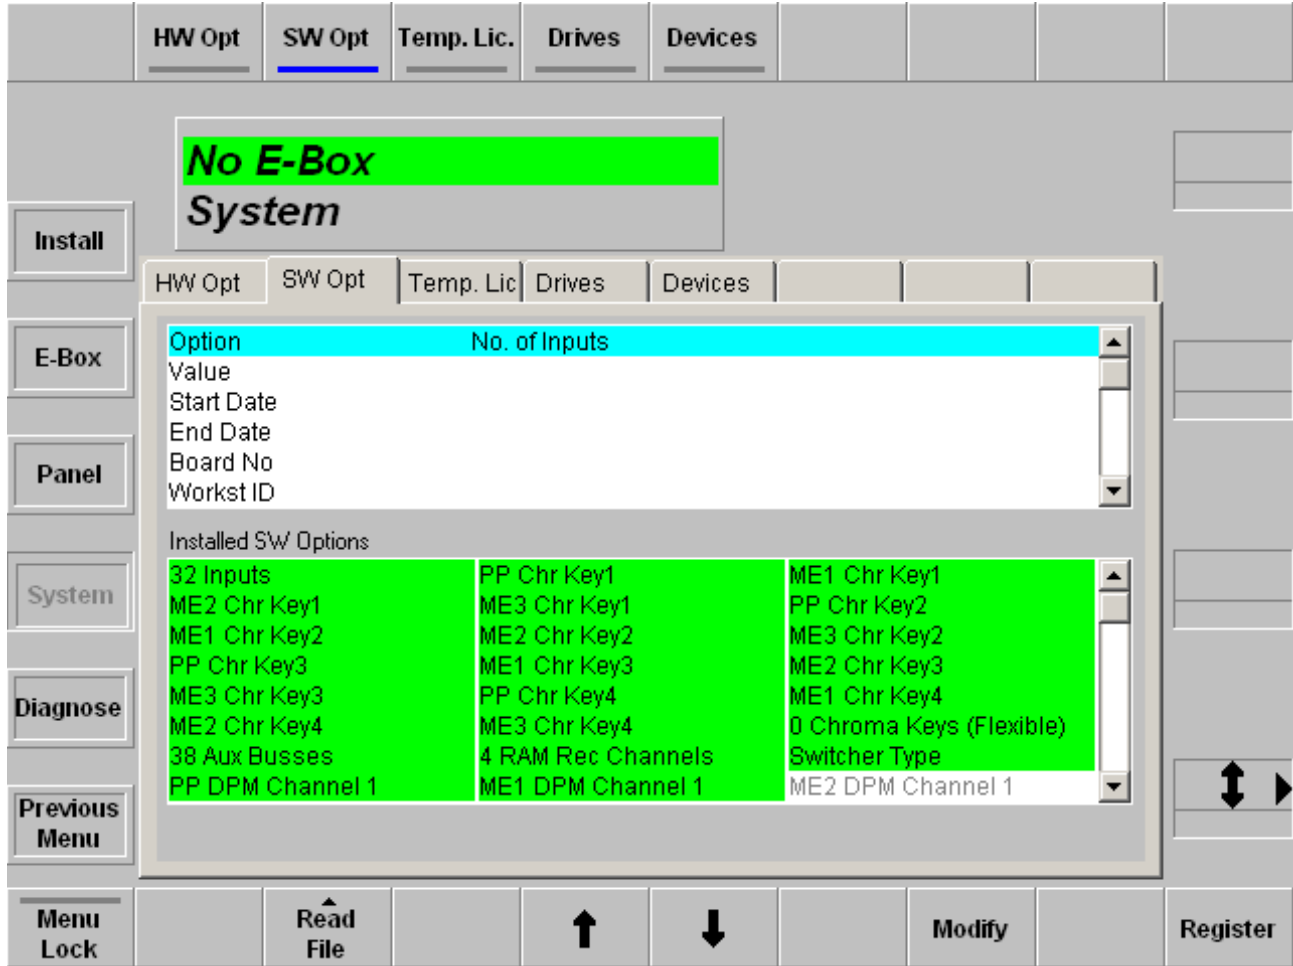 HW Opt SW Opt Temp. Lic. Drives Devices
No E-Box
System
Install
HW Opt SW Opt Temp. Lic Drives Devices
Option No. of Inputs
Value
Start Date
End Date
Board No
Workst ID
E-Box
Panel
Installed SW Options
32 Inputs PP Chr Key1 ME1 Chr Key1
ME2 Chr Key1 ME3 Chr Key1 PP Chr Key2
ME1 Chr Key2 ME2 Chr Key2 ME3 Chr Key2
PP Chr Key3 ME1 Chr Key3 ME2 Chr Key3
ME3 Chr Key3 PP Chr Key4 ME1 Chr Key4
ME2 Chr Key4 ME3 Chr Key4 0 Chroma Keys (Flexible)
38 Aux Busses 4 RAM Rec Channels Switcher Type
PP DPM Channel 1 ME1 DPM Channel 1 ME2 DPM Channel 1
System
Diagnose
Previous
Menu
Menu
Lock
Read
File
Modify
Register